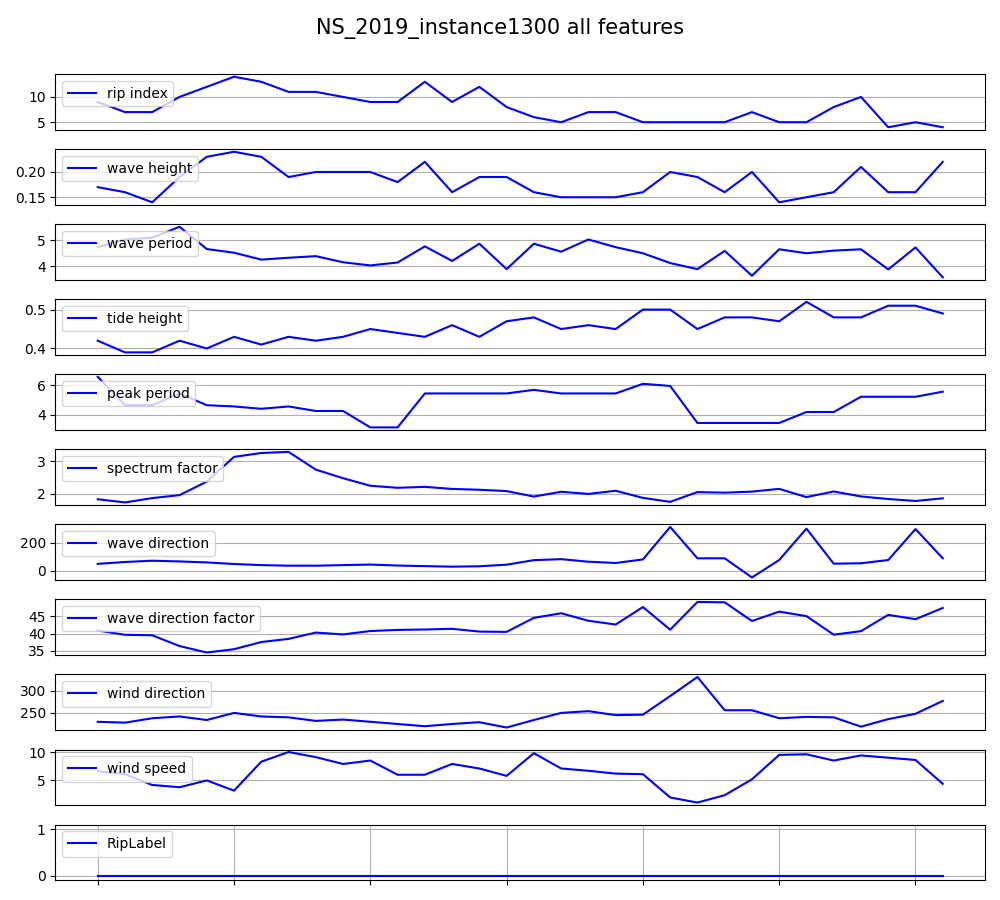 NS_2019_instance1300 all features
rip index
10
5
wave height
0.20
0.15
wave period
5
4
tide height
0.5
0.4
peak period
6
4
spectrum factor
3
2
wave direction
200
0
wave direction factor
45
40
35
wind direction
300
250
wind speed
10
5
RipLabel
1
0